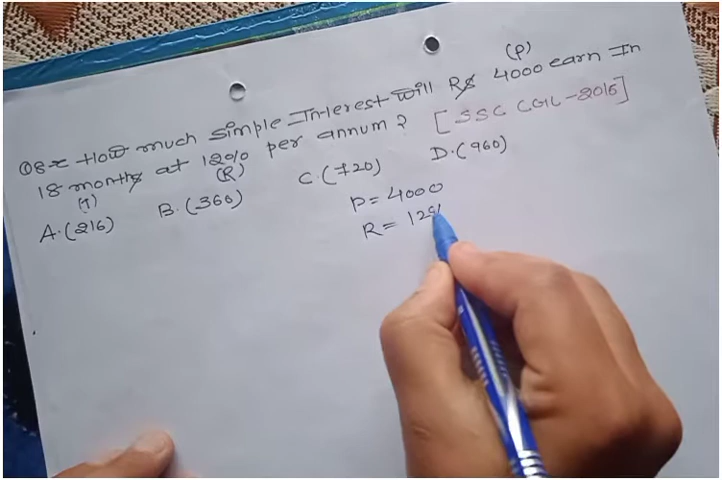 (P)
Q8:- How much Simple Interest will Rs 4000 earn In
18 months at 12% per annum? [SSC CGL-2016]
(T) (R)
A.(216) B.(360) C.(720) D.(960)
P= 4000
R= 12%